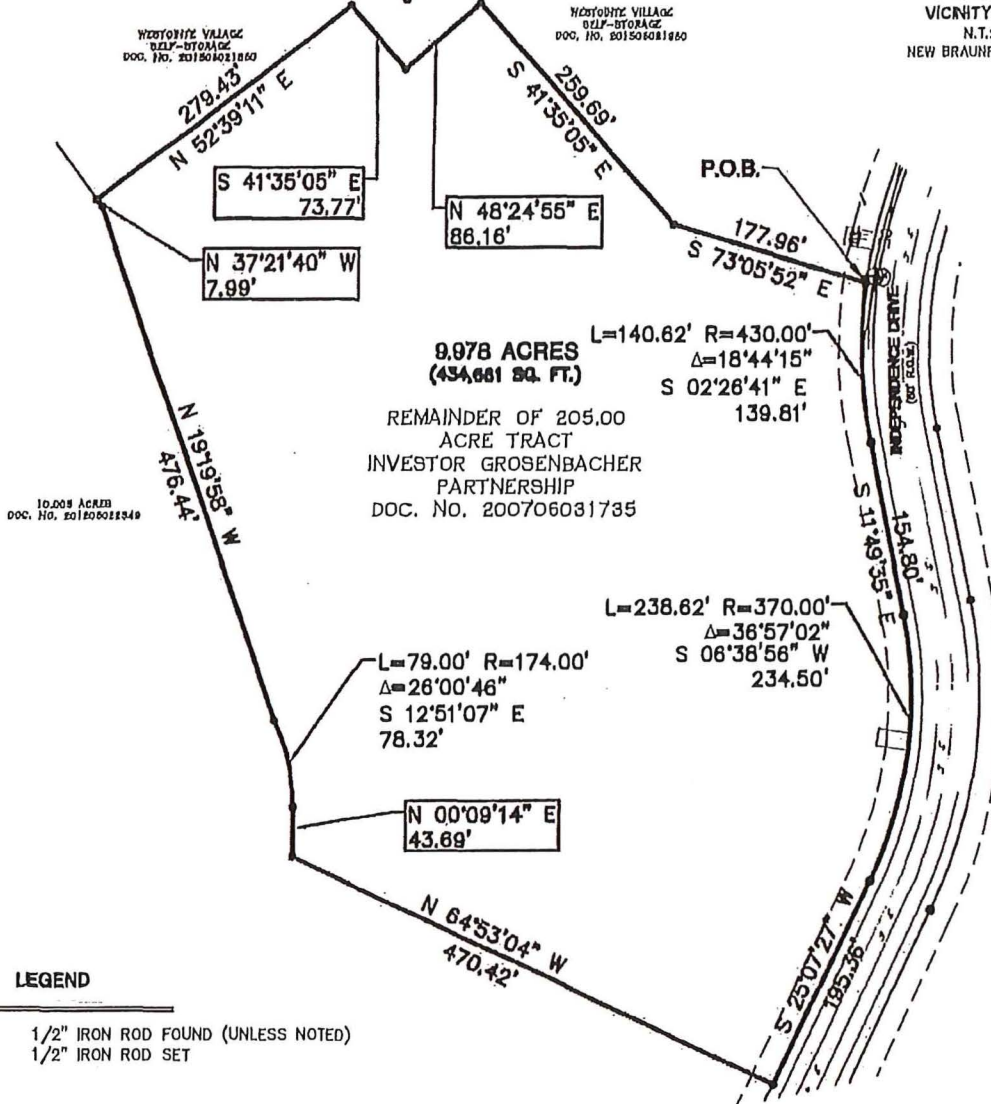 VICINITY
N.T.S
NEW BRAUNF
WESTOINTE VILLAGE
SELF-STORAGE
DOC. NO. 201506021860
WESTOINTE VILLAGE
SELF-STORAGE
DOC. NO. 201506021860
279.43'
N 52°39'11" E
259.69'
S 41°35'05" E
S 41°35'05" E
73.77'
N 48°24'55" E
86.16'
P.O.B.
177.96'
S 73°05'52" E
N 37°21'40" W
7.99'
9.978 ACRES
(434,661 SQ. FT.)
L=140.62' R=430.00'
Δ=18°44'15"
S 02°26'41" E
139.81'
INDEPENDENCE DRIVE
(60' R.O.W.)
REMAINDER OF 205.00
ACRE TRACT
INVESTOR GROSENBACHER
PARTNERSHIP
DOC. No. 200706031735
N 19°19'58" W
476.44'
10.003 ACRES
DOC. NO.
S 11°49'35" E
154.80'
L=238.62' R=370.00'
Δ=36°57'02"
S 06°38'56" W
234.50'
L=79.00' R=174.00'
Δ=26°00'46"
S 12°51'07" E
78.32'
N 00°09'14" E
43.69'
N 64°53'04" W
470.42'
S 25°07'27" W
195.36'
LEGEND
1/2" IRON ROD FOUND (UNLESS NOTED)
1/2" IRON ROD SET